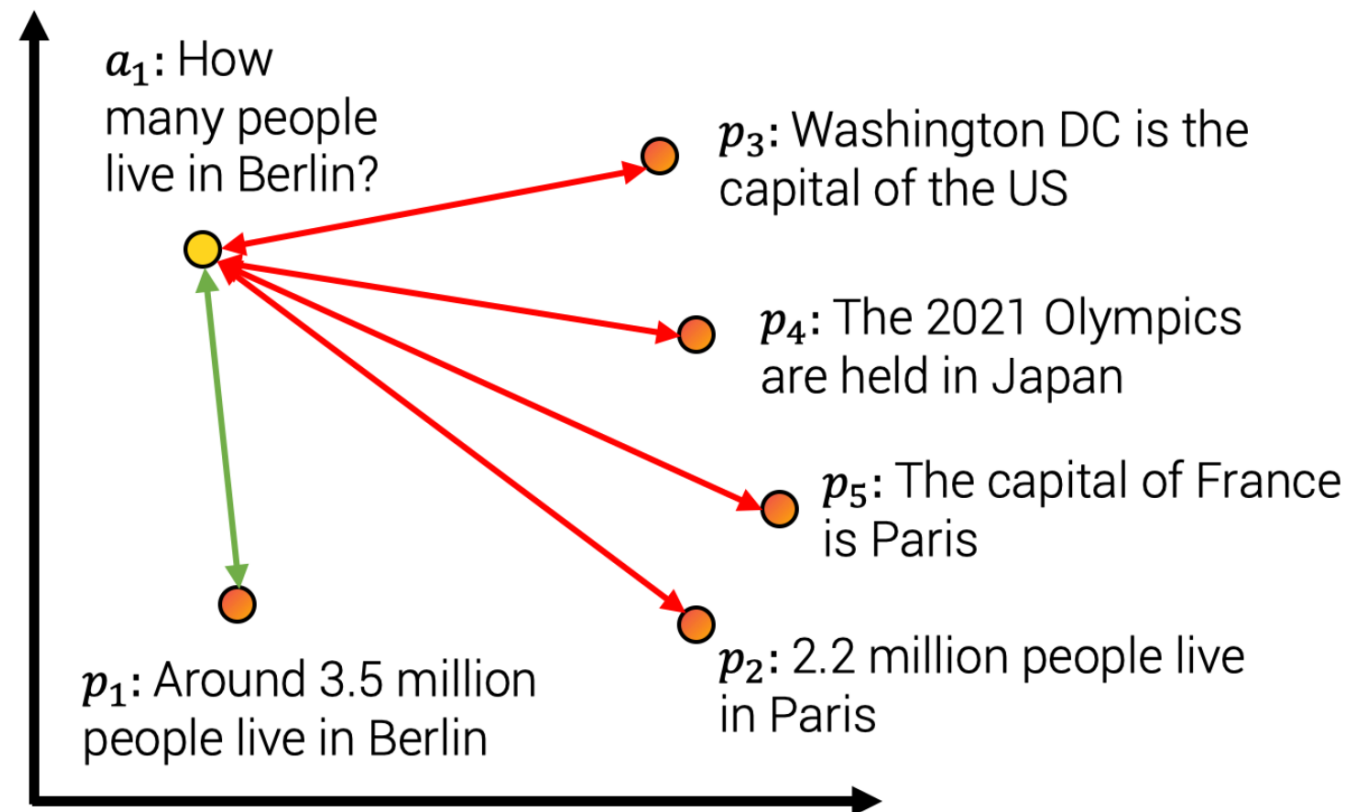 a₁: How
many people
live in Berlin?
p₃: Washington DC is the
capital of the US
p₄: The 2021 Olympics
are held in Japan
p₅: The capital of France
is Paris
p₁: Around 3.5 million
people live in Berlin
p₂: 2.2 million people live
in Paris